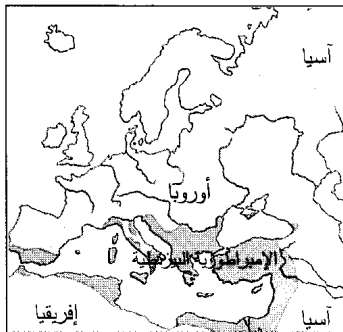 آسيا
أوروبا
الإمبراطورية البيزنطية
إفريقيا
آسيا